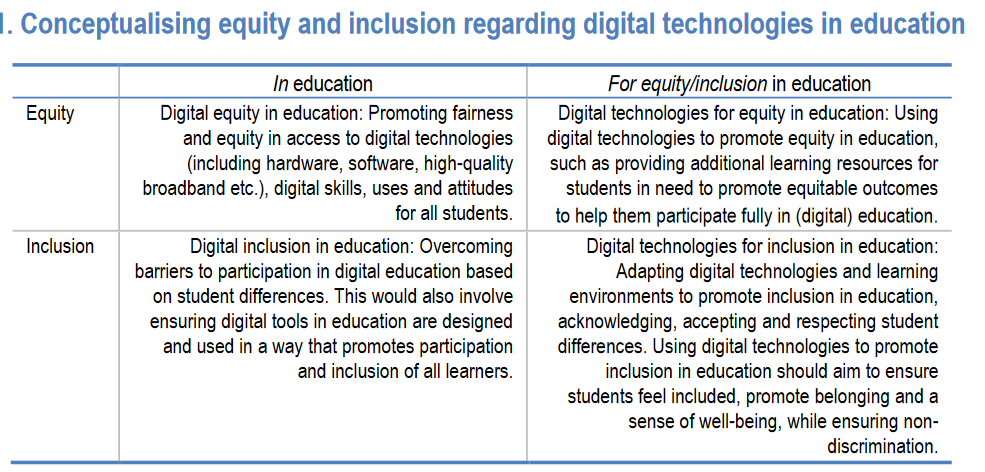 . Conceptualising equity and inclusion regarding digital technologies in education
In education
For equity/inclusion in education
Equity
Digital equity in education: Promoting fairness
and equity in access to digital technologies
(including hardware, software, high-quality
broadband etc.), digital skills, uses and attitudes
for all students.
Digital technologies for equity in education: Using
digital technologies to promote equity in education,
such as providing additional learning resources for
students in need to promote equitable outcomes
to help them participate fully in (digital) education.
Inclusion
Digital inclusion in education: Overcoming
barriers to participation in digital education based
on student differences. This would also involve
ensuring digital tools in education are designed
and used in a way that promotes participation
and inclusion of all learners.
Digital technologies for inclusion in education:
Adapting digital technologies and learning
environments to promote inclusion in education,
acknowledging, accepting and respecting student
differences. Using digital technologies to promote
inclusion in education should aim to ensure
students feel included, promote belonging and a
sense of well-being, while ensuring non-
discrimination.